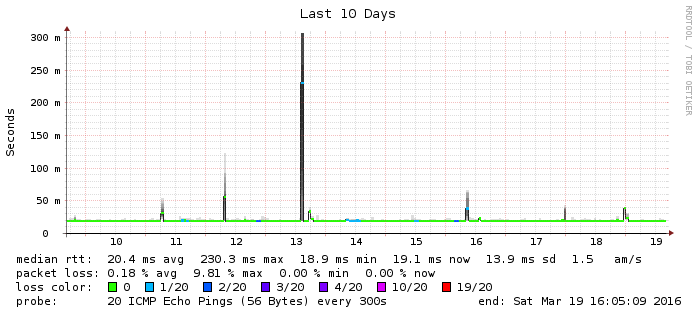 Last 10 Days
RRDTOOL / TOBI OETIKER
Seconds
300 m
250 m
200 m
150 m
100 m
50 m
0
10 11 12 13 14 15 16 17 18 19
median rtt: 20.4 ms avg 230.3 ms max 18.9 ms min 19.1 ms now 13.9 ms sd 1.5 am/s
packet loss: 0.18 % avg 9.81 % max 0.00 % min 0.00 % now
loss color: 0 1/20 2/20 3/20 4/20 10/20 19/20
probe: 20 ICMP Echo Pings (56 Bytes) every 300s end: Sat Mar 19 16:05:09 2016